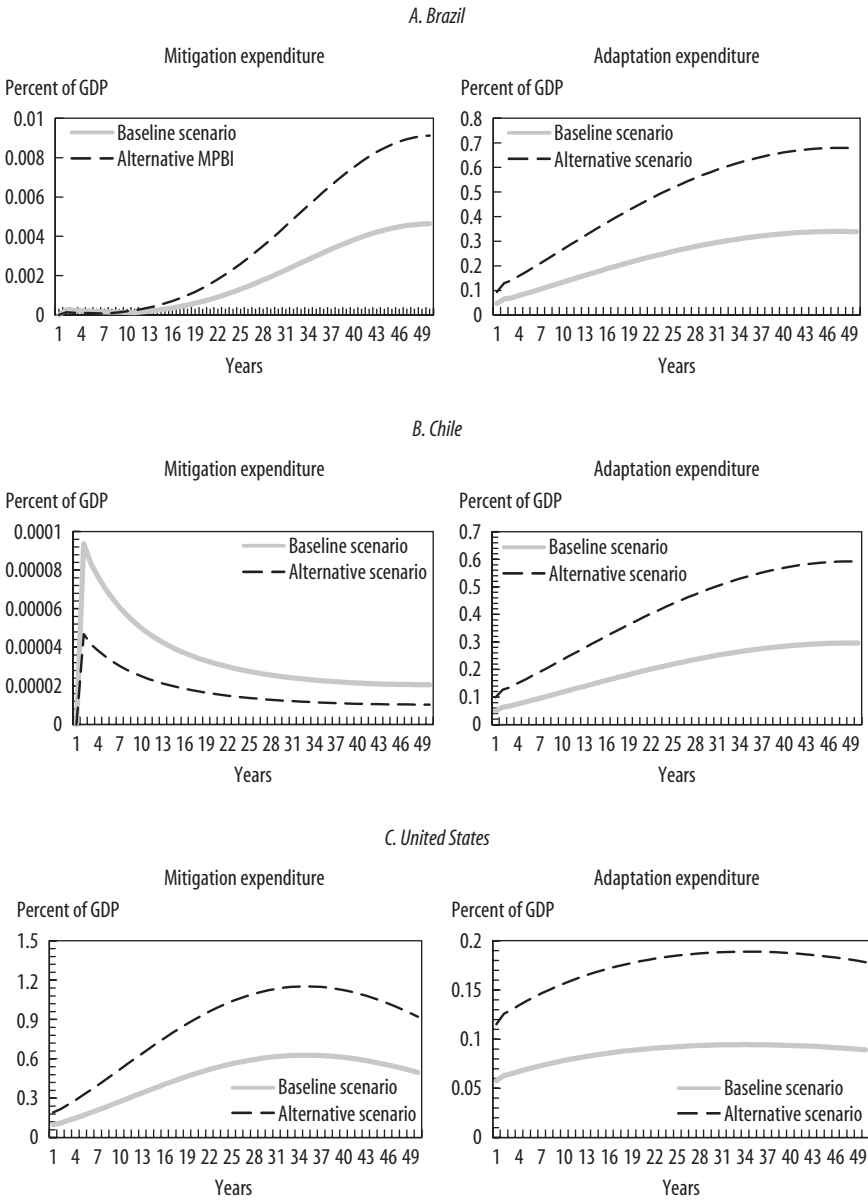 A. Brazil
Mitigation expenditure
Percent of GDP
0.01
0.008
0.006
0.004
0.002
0
Baseline scenario
Alternative MPBI
1 4 7 10 13 16 19 22 25 28 31 34 37 40 43 46 49
Years
Adaptation expenditure
Percent of GDP
0.8
0.7
0.6
0.5
0.4
0.3
0.2
0.1
0
Baseline scenario
Alternative scenario
1 4 7 10 13 16 19 22 25 28 31 34 37 40 43 46 49
Years
B. Chile
Mitigation expenditure
Percent of GDP
0.0001
0.00008
0.00006
0.00004
0.00002
0
Baseline scenario
Alternative scenario
1 4 7 10 13 16 19 22 25 28 31 34 37 40 43 46 49
Years
Adaptation expenditure
Percent of GDP
0.7
0.6
0.5
0.4
0.3
0.2
0.1
0
Baseline scenario
Alternative scenario
1 4 7 10 13 16 19 22 25 28 31 34 37 40 43 46 49
Years
C. United States
Mitigation expenditure
Percent of GDP
1.5
1.2
0.9
0.6
0.3
0
Baseline scenario
Alternative scenario
1 4 7 10 13 16 19 22 25 28 31 34 37 40 43 46 49
Years
Adaptation expenditure
Percent of GDP
0.2
0.15
0.1
0.05
0
Baseline scenario
Alternative scenario
1 4 7 10 13 16 19 22 25 28 31 34 37 40 43 46 49
Years